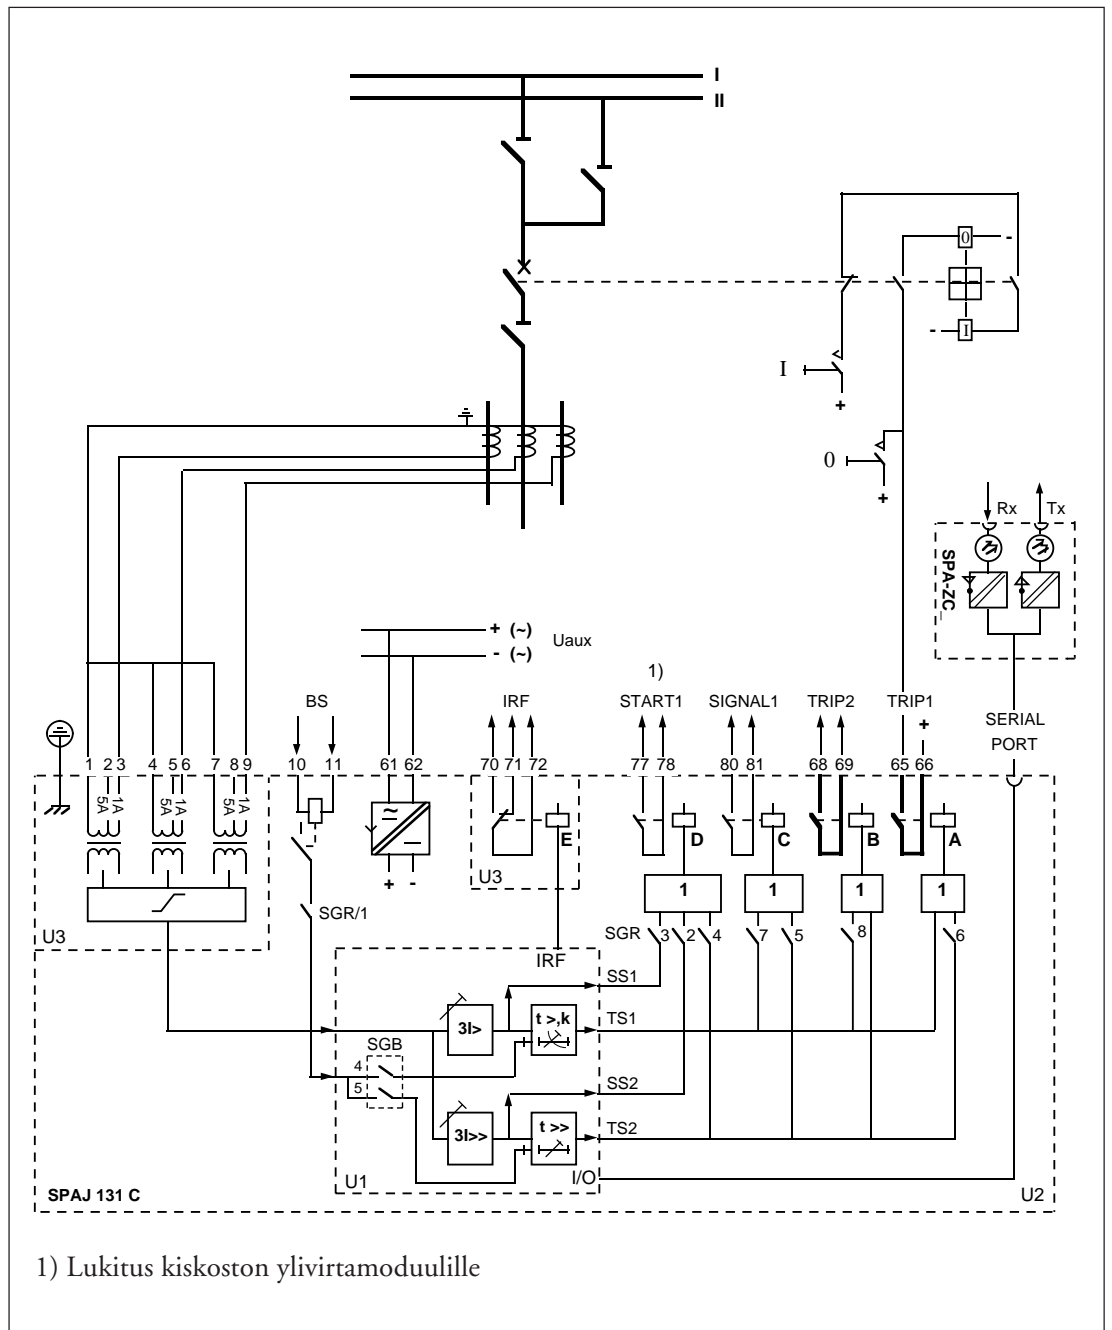 I
II
0 -
- I
I
+
0
+
Rx Tx
SPA-ZC_
+ (~)
- (~)
Uaux
1)
BS IRF START1 SIGNAL1 TRIP2 TRIP1
+
SERIAL
PORT
1 2 3 4 5 6 7 8 9 10 11 61 62 70 71 72 77 78 80 81 68 69 65 66
5A 1A 5A 1A 5A 1A
~
E D C B A
+ -
U3
1 1 1 1
SGR/1
U3
SGR 3 2 4 7 5 8 6
IRF
SS1
3I> t >,k TS1
SGB
4
5
SS2
3I>> t >> TS2
U1 I/O
SPAJ 131 C U2
1) Lukitus kiskoston ylivirtamoduulille